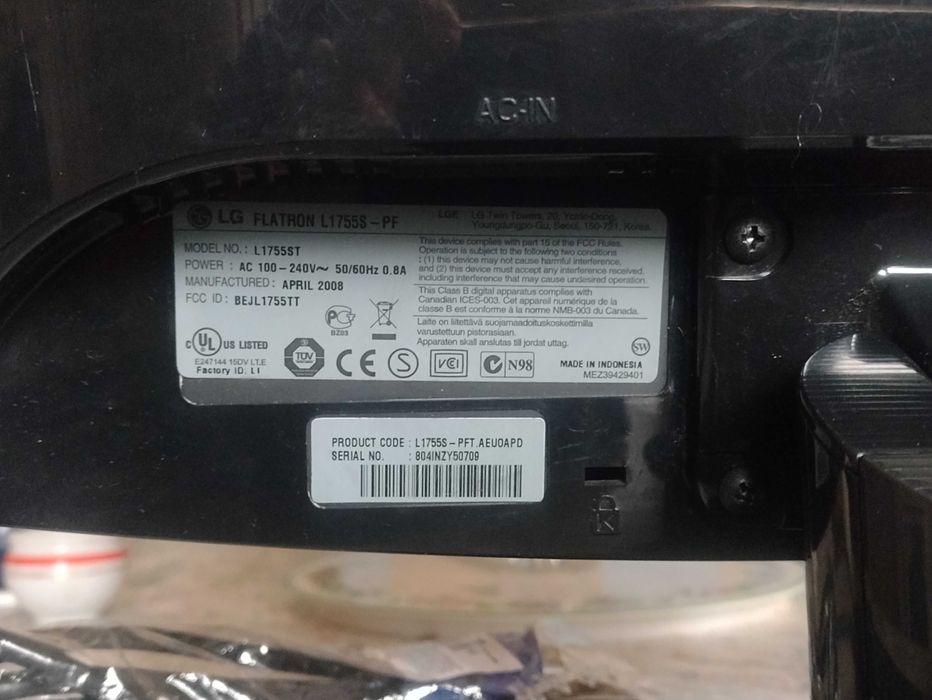 AC-IN
LG FLATRON L1755S-PF
LGE LG Twin Towers, 20, Yoido-Dong,
Youngdungpo-Gu, Seoul, 150-721, Korea.
MODEL NO.: L1755ST
POWER : AC 100-240V~ 50/60Hz 0.8A
MANUFACTURED: APRIL 2008
FCC ID : BEJL1755TT
This device complies with part 15 of the FCC Rules.
Operation is subject to the following two conditions
: (1) this device may not cause harmful interference,
and (2) this device must accept any interference received,
including interference that may cause undesired operation.
This Class B digital apparatus complies with
Canadian ICES-003. Cet appareil numérique de la
classe B est conforme à la norme NMB-003 du Canada.
Laite on liitettävä suojamaadoituskoskettimilla
varustettuun pistorasiaan.
Apparaten skall anslutas till jordat uttag.
BZ03
C UL US LISTED
E247144 15DV LT.E
Factory ID. LI
TÜV
CE
S
VCI
N98
SW
MADE IN INDONESIA
MEZ39429401
PRODUCT CODE : L1755S-PFT.AEUOAPD
SERIAL NO. : 804INZY50709
K